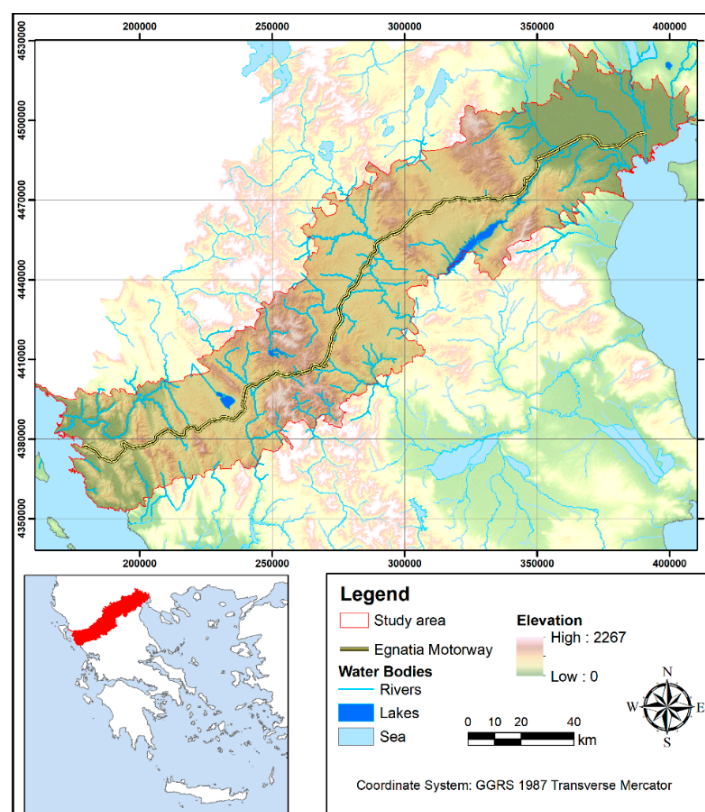 200000 250000 300000 350000 400000
4530000
4500000
4470000
4440000
4410000
4380000
4350000
200000 250000 300000 350000 400000
Legend
Study area
Egnatia Motorway
Water Bodies
Rivers
Lakes
Sea
Elevation
High : 2267
Low : 0
N
W E
S
0 10 20 40
km
Coordinate System: GGRS 1987 Transverse Mercator